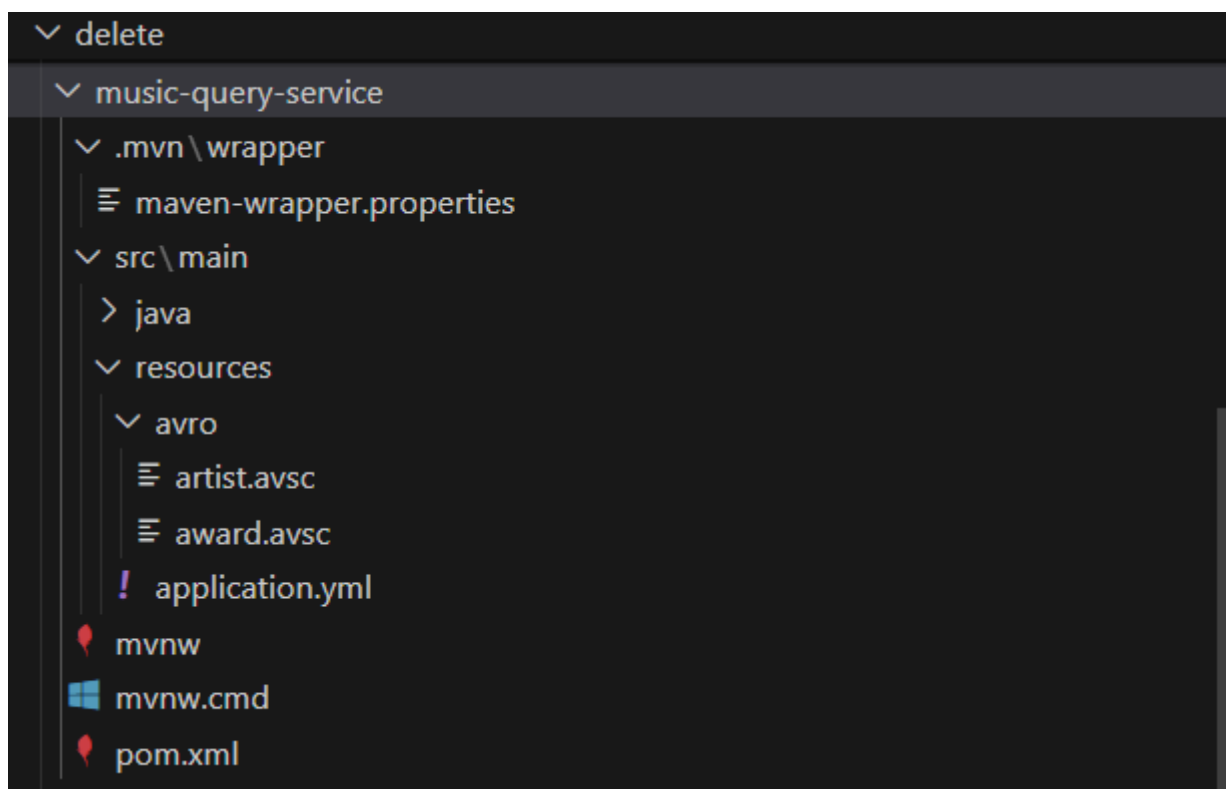 delete
music-query-service
.mvn\wrapper
maven-wrapper.properties
src\main
java
resources
avro
artist.avsc
award.avsc
application.yml
mvnw
mvnw.cmd
pom.xml